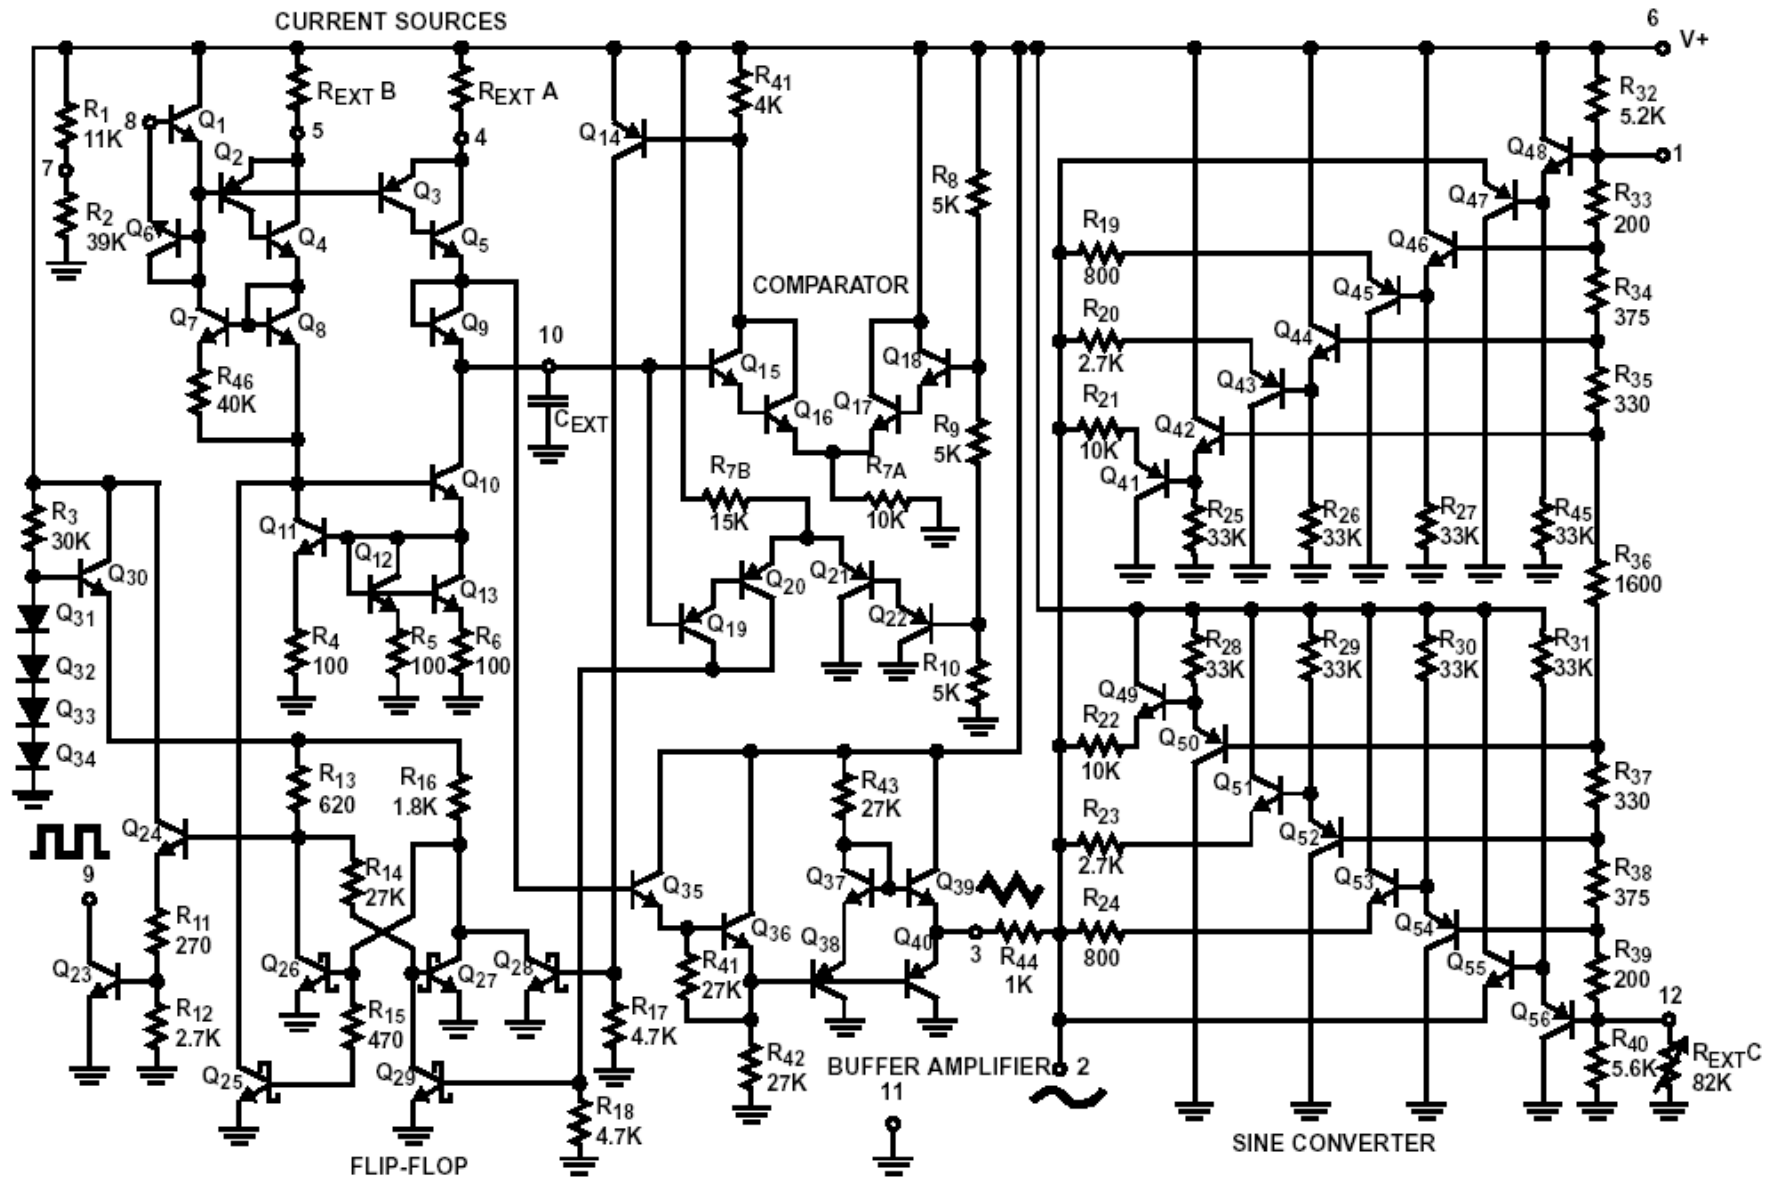 CURRENT SOURCES
6
V+
R1
11K
8
Q1
REXT B
5
REXT A
4
Q14
R41
4K
R32
5.2K
Q48
1
7
R2
39K
Q6
Q2
Q4
Q3
Q5
R8
5K
R19
800
Q47
R33
200
Q46
Q7
Q8
Q9
10
COMPARATOR
R20
2.7K
Q45
R34
375
Q44
R46
40K
CEXT
Q15
Q16
Q17
Q18
R21
10K
Q43
R35
330
Q42
R9
5K
Q41
R3
30K
Q10
R7B
15K
R7A
10K
R25
33K
R26
33K
R27
33K
R45
33K
R36
1600
Q30
Q11
Q12
Q13
Q20
Q21
Q31
Q32
Q33
Q34
R4
100
R5
100
R6
100
Q19
Q22
R10
5K
R28
33K
R29
33K
R30
33K
R31
33K
Q49
R22
10K
Q50
R13
620
R16
1.8K
R43
27K
Q51
R37
330
Q24
R23
2.7K
Q52
9
R14
27K
Q35
Q37
Q39
R24
800
Q53
R38
375
R11
270
Q36
Q38
Q40
3
R44
1K
Q54
Q23
Q26
Q27
Q28
R41
27K
Q55
R39
200
12
R12
2.7K
R15
470
R17
4.7K
Q56
R40
5.6K
REXTC
82K
Q25
Q29
R42
27K
BUFFER AMPLIFIER
2
11
R18
4.7K
FLIP-FLOP
SINE CONVERTER